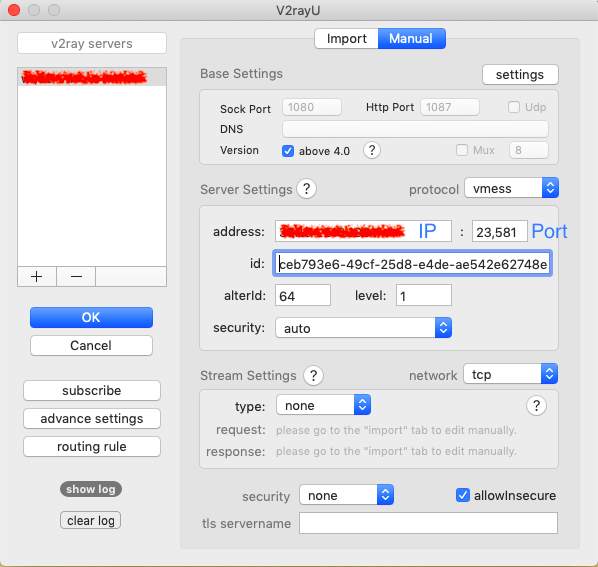 V2rayU
v2ray servers
Import Manual
Base Settings settings
Sock Port 1080 Http Port 1087 Udp
DNS
Version above 4.0 ? Mux 8
Server Settings ? protocol vmess
address: IP : 23,581 Port
id: ceb793e6-49cf-25d8-e4de-ae542e62748e
alterId: 64 level: 1
security: auto
+ −
OK
Cancel
subscribe
advance settings
routing rule
show log
clear log
Stream Settings ? network tcp
type: none ?
request: please go to the "import" tab to edit manually.
response: please go to the "import" tab to edit manually.
security none allowInsecure
tls servername